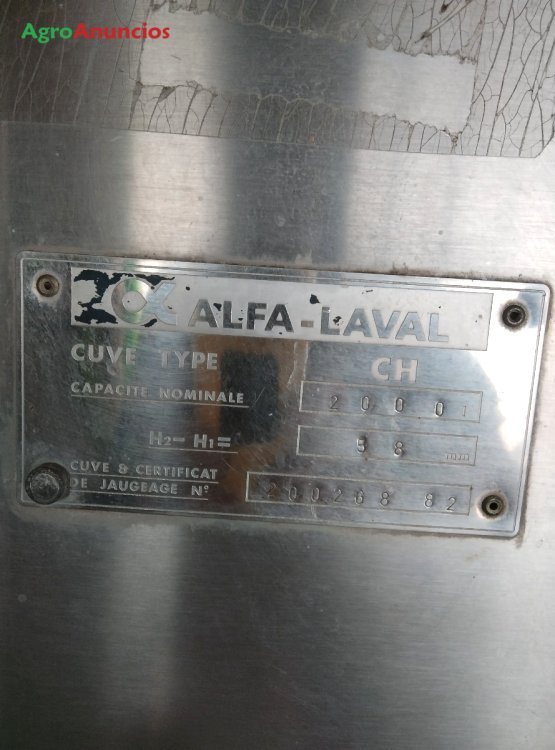 AgroAnuncios
ALFA-LAVAL
CUVE TYPE CH
CAPACITE NOMINALE 2000 l
H2-H1= 58 mm
CUVE & CERTIFICAT
DE JAUGEAGE N° 200268 82